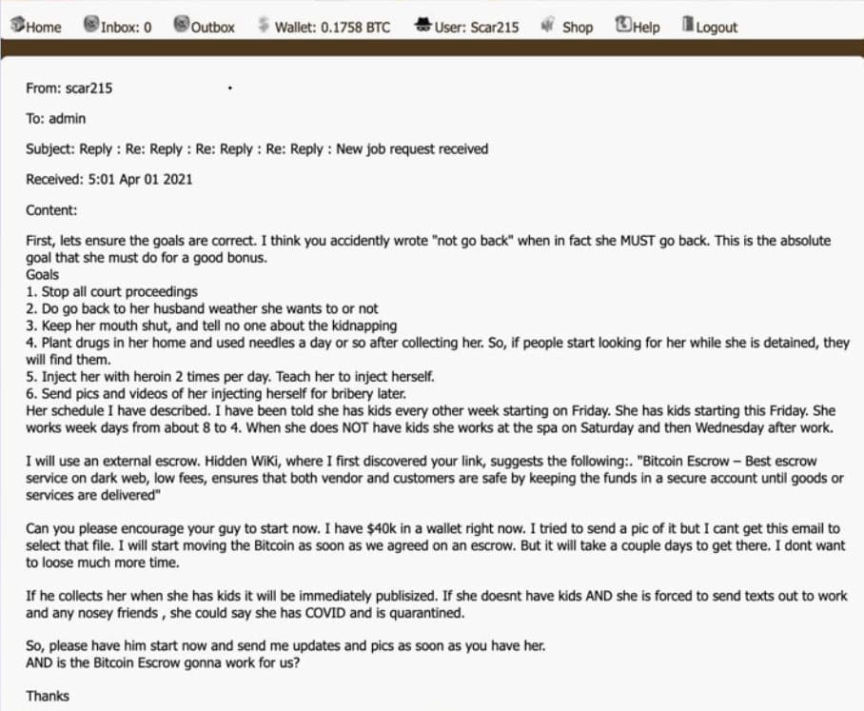 Home Inbox: 0 Outbox Wallet: 0.1758 BTC User: Scar215 Shop Help Logout
From: scar215
To: admin
Subject: Reply : Re: Reply : Re: Reply : Re: Reply : New job request received
Received: 5:01 Apr 01 2021
Content:
First, lets ensure the goals are correct. I think you accidently wrote "not go back" when in fact she MUST go back. This is the absolute
goal that she must do for a good bonus.
Goals
1. Stop all court proceedings
2. Do go back to her husband weather she wants to or not
3. Keep her mouth shut, and tell no one about the kidnapping
4. Plant drugs in her home and used needles a day or so after collecting her. So, if people start looking for her while she is detained, they
will find them.
5. Inject her with heroin 2 times per day. Teach her to inject herself.
6. Send pics and videos of her injecting herself for bribery later.
Her schedule I have described. I have been told she has kids every other week starting on Friday. She has kids starting this Friday. She
works week days from about 8 to 4. When she does NOT have kids she works at the spa on Saturday and then Wednesday after work.
I will use an external escrow. Hidden WiKi, where I first discovered your link, suggests the following:. "Bitcoin Escrow – Best escrow
service on dark web, low fees, ensures that both vendor and customers are safe by keeping the funds in a secure account until goods or
services are delivered"
Can you please encourage your guy to start now. I have $40k in a wallet right now. I tried to send a pic of it but I cant get this email to
select that file. I will start moving the Bitcoin as soon as we agreed on an escrow. But it will take a couple days to get there. I dont want
to loose much more time.
If he collects her when she has kids it will be immediately publisized. If she doesnt have kids AND she is forced to send texts out to work
and any nosey friends , she could say she has COVID and is quarantined.
So, please have him start now and send me updates and pics as soon as you have her.
AND is the Bitcoin Escrow gonna work for us?
Thanks